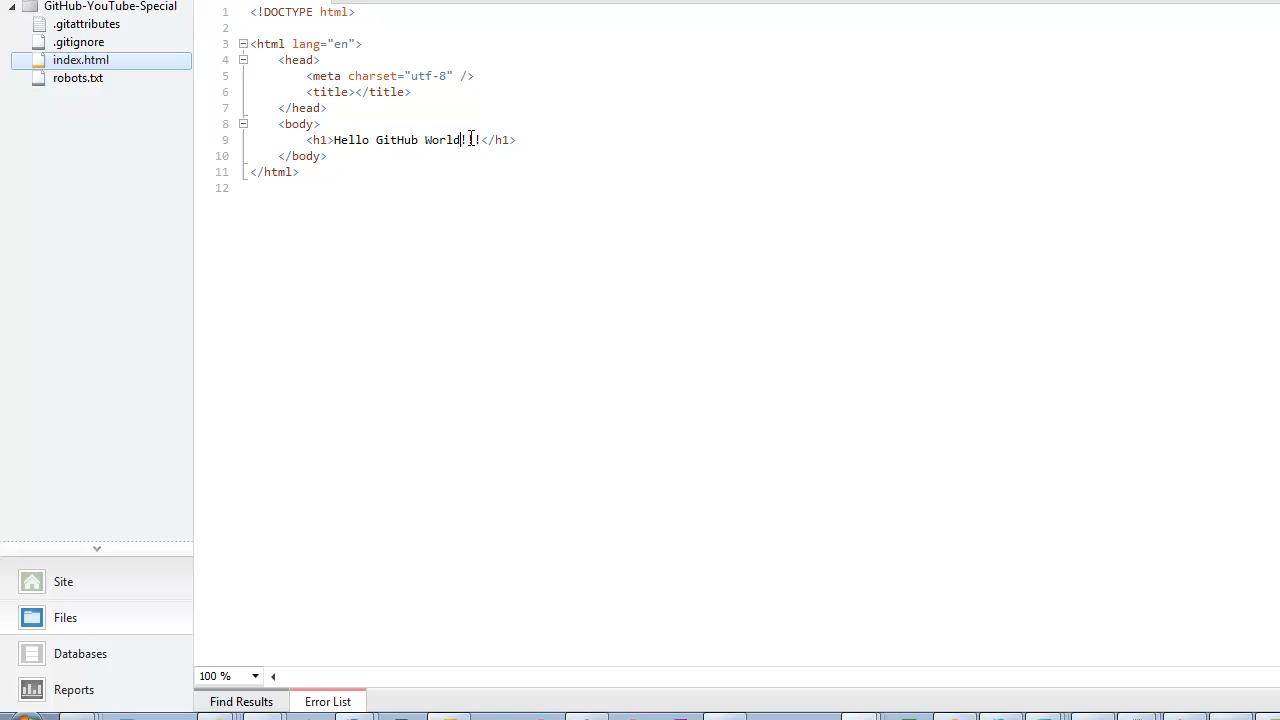 GitHub-YouTube-Special
.gitattributes
.gitignore
index.html
robots.txt
1 <!DOCTYPE html>
2
3 <html lang="en">
4 <head>
5 <meta charset="utf-8" />
6 <title></title>
7 </head>
8 <body>
9 <h1>Hello GitHub World!!!</h1>
10 </body>
11 </html>
12
Site
Files
Databases
Reports
100 %
Find Results Error List